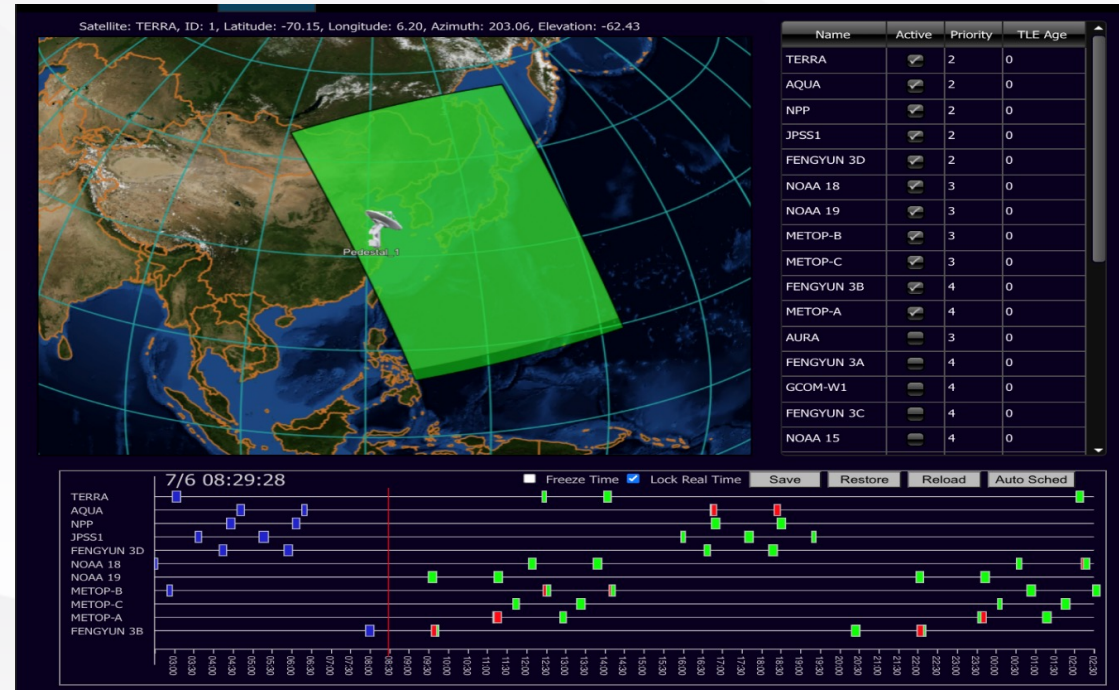 Satellite: TERRA, ID: 1, Latitude: -70.15, Longitude: 6.20, Azimuth: 203.06, Elevation: -62.43
Pedestal_1
Name Active Priority TLE Age
TERRA 2 0
AQUA 2 0
NPP 2 0
JPSS1 2 0
FENGYUN 3D 2 0
NOAA 18 3 0
NOAA 19 3 0
METOP-B 3 0
METOP-C 3 0
FENGYUN 3B 4 0
METOP-A 4 0
AURA 3 0
FENGYUN 3A 4 0
GCOM-W1 4 0
FENGYUN 3C 4 0
NOAA 15 4 0
7/6 08:29:28 Freeze Time Lock Real Time Save Restore Reload Auto Sched
TERRA
AQUA
NPP
JPSS1
FENGYUN 3D
NOAA 18
NOAA 19
METOP-B
METOP-C
METOP-A
FENGYUN 3B
03:00 03:30 04:00 04:30 05:00 05:30 06:00 06:30 07:00 07:30 08:00 08:30 09:00 09:30 10:00 10:30 11:00 11:30 12:00 12:30 13:00 13:30 14:00 14:30 15:00 15:30 16:00 16:30 17:00 17:30 18:00 18:30 19:00 19:30 20:00 20:30 21:00 21:30 22:00 22:30 23:00 23:30 00:00 00:30 01:00 01:30 02:00 02:30